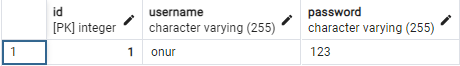 id username password
[PK] integer character varying (255) character varying (255)
1 1 onur 123